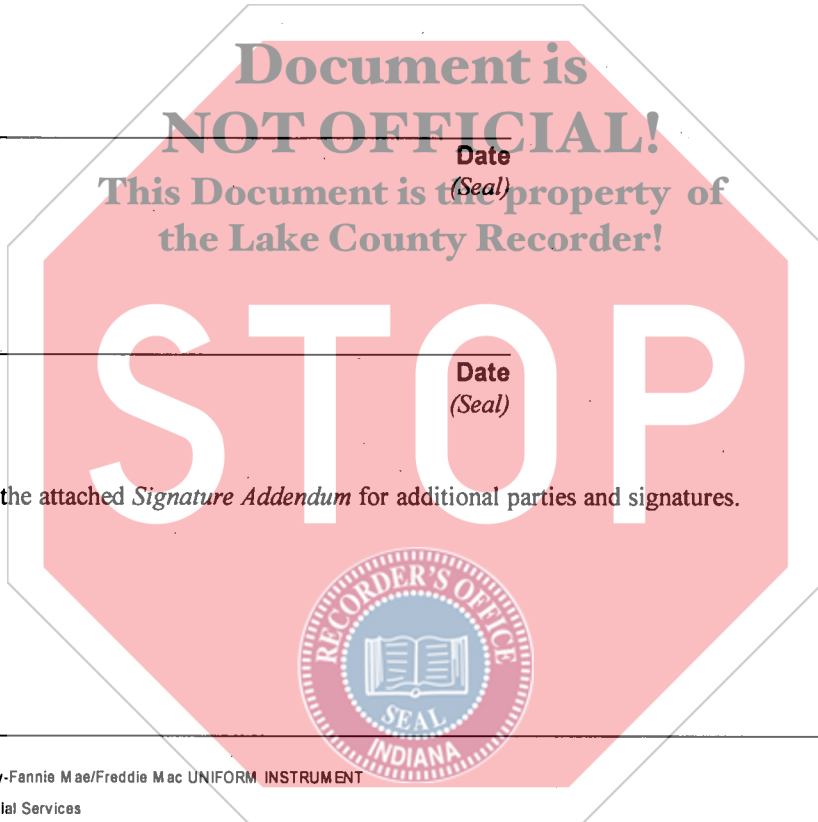 Document is
NOT OFFICIAL!
Date
This Document is the property of
(Seal)
the Lake County Recorder!
STOP
Date
(Seal)
the attached Signature Addendum for additional parties and signatures.
RECORDER'S OFFICE
SEAL
INDIANA
-Fannie Mae/Freddie Mac UNIFORM INSTRUMENT
ial Services